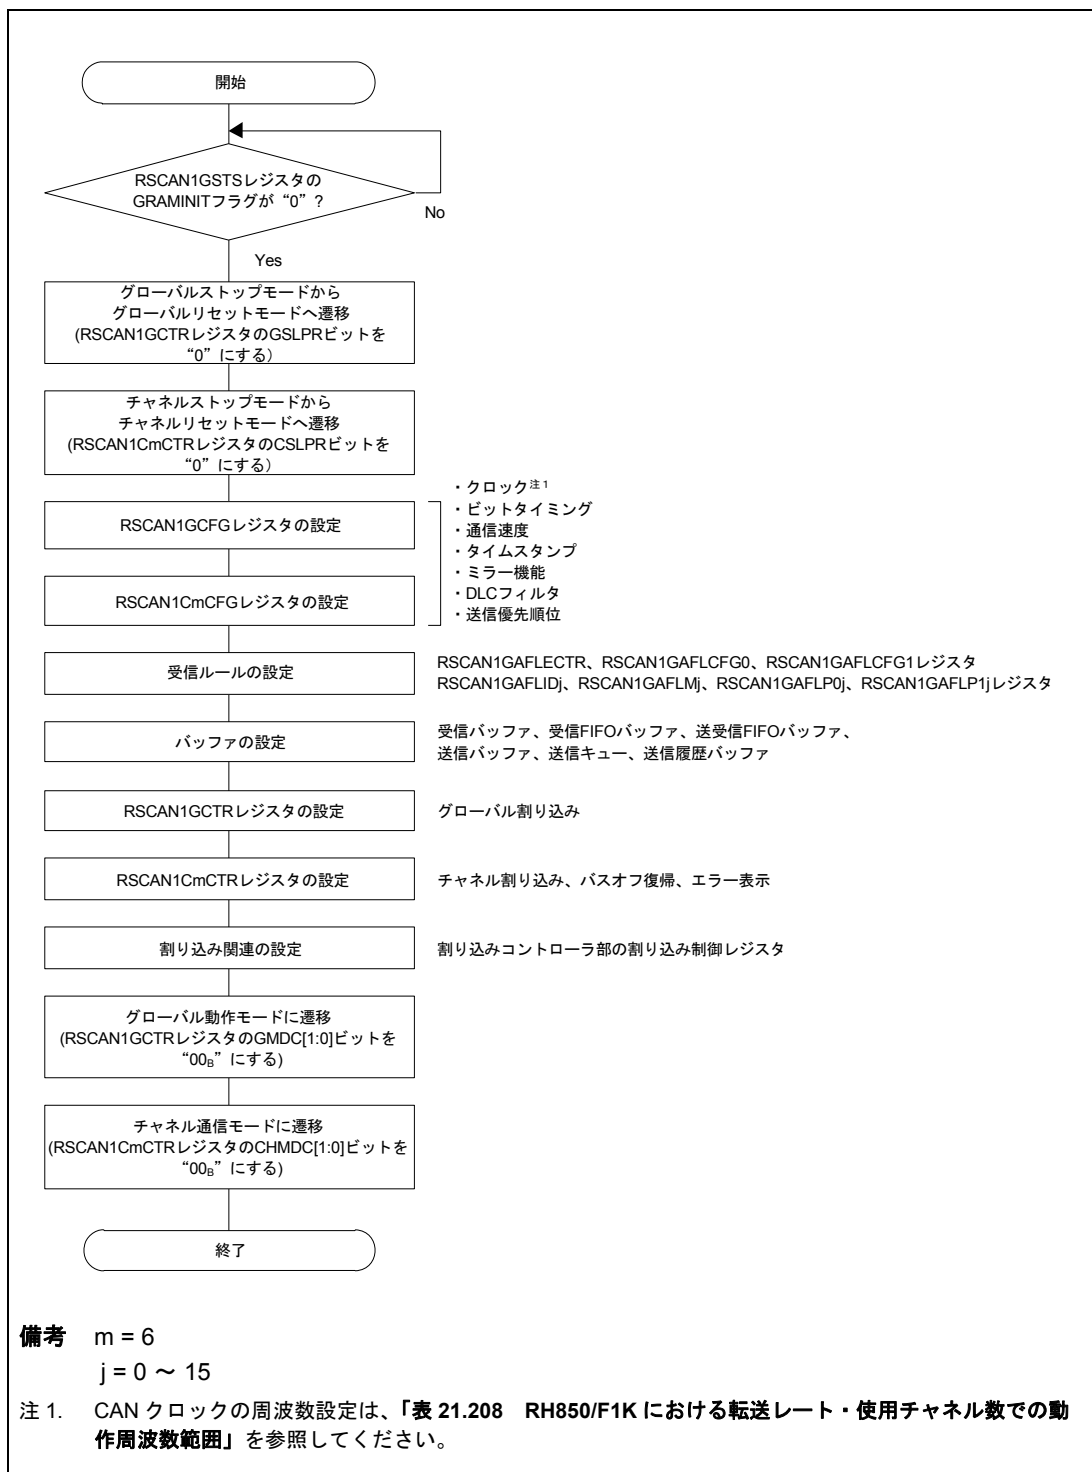 開始
RSCAN1GSTSレジスタの
GRAMINITフラグが“0”?
No
Yes
グローバルストップモードから
グローバルリセットモードへ遷移
(RSCAN1GCTRレジスタのGSLPRビットを
“0”にする)
チャネルストップモードから
チャネルリセットモードへ遷移
(RSCAN1CmCTRレジスタのCSLPRビットを
“0”にする)
RSCAN1GCFGレジスタの設定
RSCAN1CmCFGレジスタの設定
・クロック注1
・ビットタイミング
・通信速度
・タイムスタンプ
・ミラー機能
・DLCフィルタ
・送信優先順位
受信ルールの設定
RSCAN1GAFLECTR、RSCAN1GAFLCFG0、RSCAN1GAFLCFG1レジスタ
RSCAN1GAFLIDj、RSCAN1GAFLMj、RSCAN1GAFLP0j、RSCAN1GAFLP1jレジスタ
バッファの設定
受信バッファ、受信FIFOバッファ、送受信FIFOバッファ、
送信バッファ、送信キュー、送信履歴バッファ
RSCAN1GCTRレジスタの設定
グローバル割り込み
RSCAN1CmCTRレジスタの設定
チャネル割り込み、バスオフ復帰、エラー表示
割り込み関連の設定
割り込みコントローラ部の割り込み制御レジスタ
グローバル動作モードに遷移
(RSCAN1GCTRレジスタのGMDC[1:0]ビットを
“00B”にする)
チャネル通信モードに遷移
(RSCAN1CmCTRレジスタのCHMDC[1:0]ビットを
“00B”にする)
終了
備考 m = 6
j = 0 ~ 15
注 1. CAN クロックの周波数設定は、「表 21.208 RH850/F1K における転送レート・使用チャネル数での動
作周波数範囲」を参照してください。